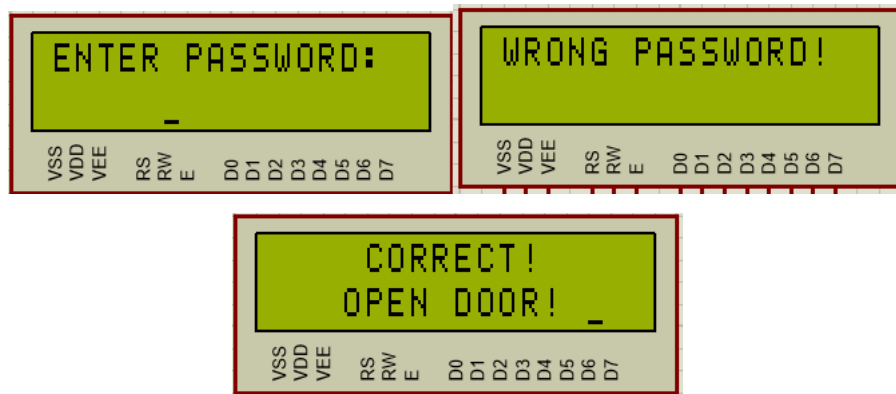 ENTER PASSWORD:
_
VSS VDD VEE RS RW E D0 D1 D2 D3 D4 D5 D6 D7
WRONG PASSWORD!
VSS VDD VEE RS RW E D0 D1 D2 D3 D4 D5 D6 D7
CORRECT!
OPEN DOOR! _
VSS VDD VEE RS RW E D0 D1 D2 D3 D4 D5 D6 D7